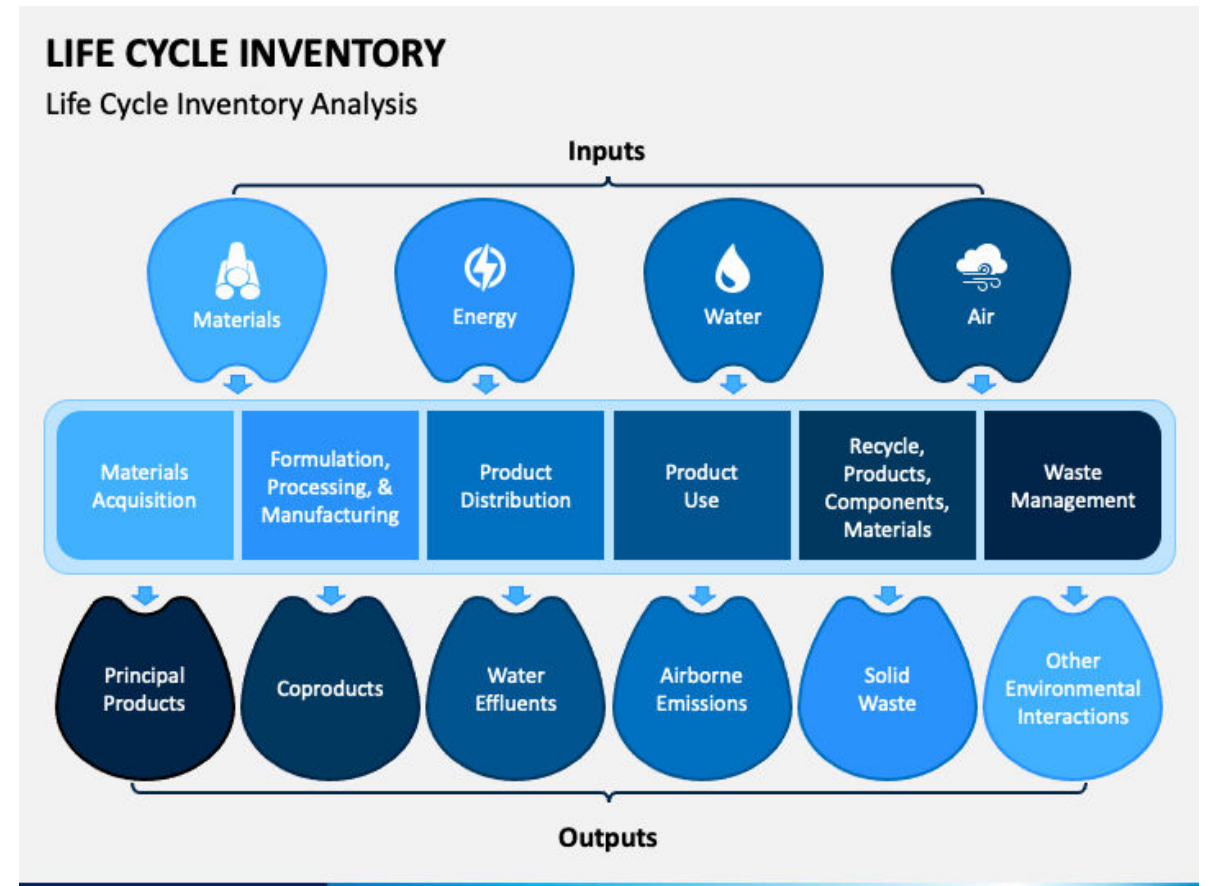 LIFE CYCLE INVENTORY
Life Cycle Inventory Analysis
Inputs
Materials
Energy
Water
Air
Materials
Acquisition
Formulation,
Processing, &
Manufacturing
Product
Distribution
Product
Use
Recycle,
Products,
Components,
Materials
Waste
Management
Principal
Products
Coproducts
Water
Effluents
Airborne
Emissions
Solid
Waste
Other
Environmental
Interactions
Outputs